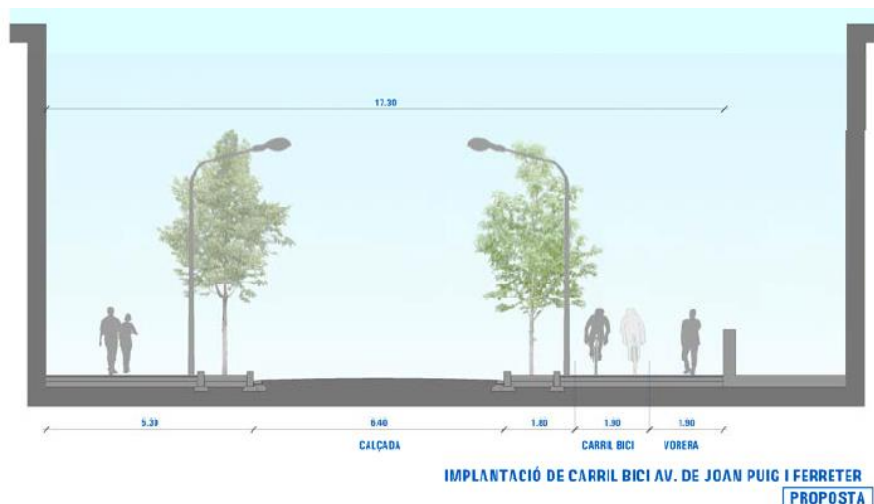 17.30
5.30
6.40
1.80
1.90
1.90
CALÇADA
CARRIL BICI
VORERA
IMPLANTACIÓ DE CARRIL BICI AV. DE JOAN PUIG I FERRETER
PROPOSTA